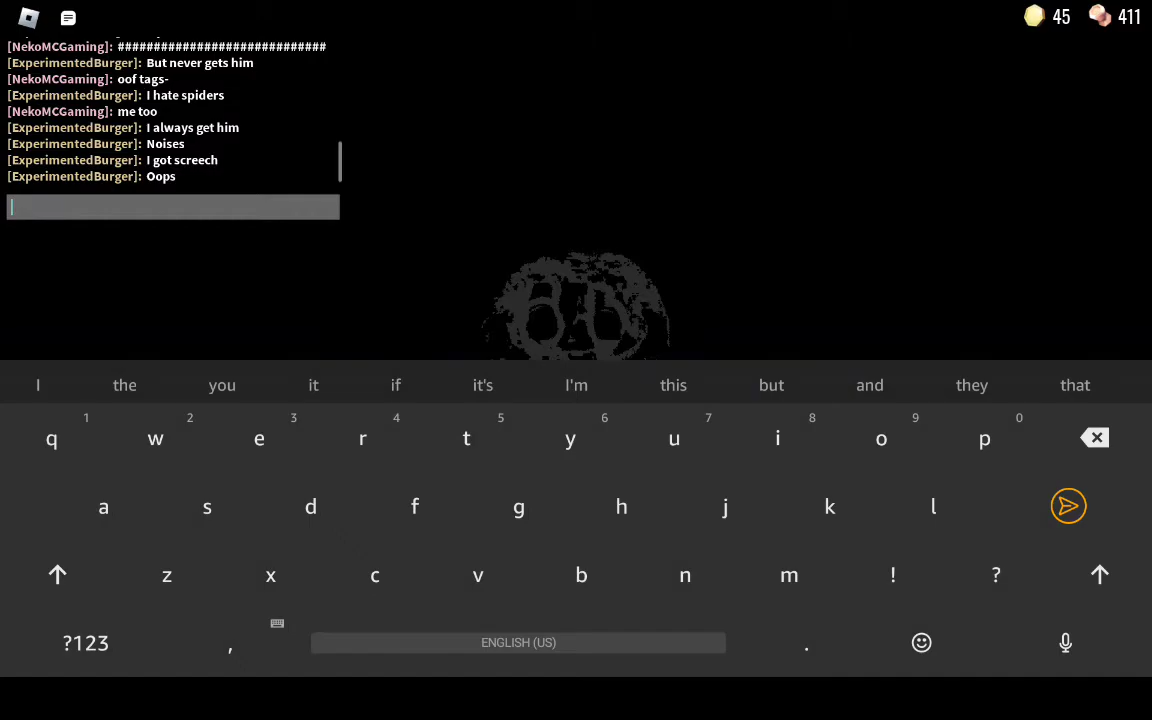 45 411
[NekoMCGaming]: #############################
[ExperimentedBurger]: But never gets him
[NekoMCGaming]: oof tags-
[ExperimentedBurger]: I hate spiders
[NekoMCGaming]: me too
[ExperimentedBurger]: I always get him
[ExperimentedBurger]: Noises
[ExperimentedBurger]: I got screech
[ExperimentedBurger]: Oops
I the you it if it's I'm this but and they that
1 2 3 4 5 6 7 8 9 0
q w e r t y u i o p
a s d f g h j k l
z x c v b n m ! ?
?123 , ENGLISH (US) .